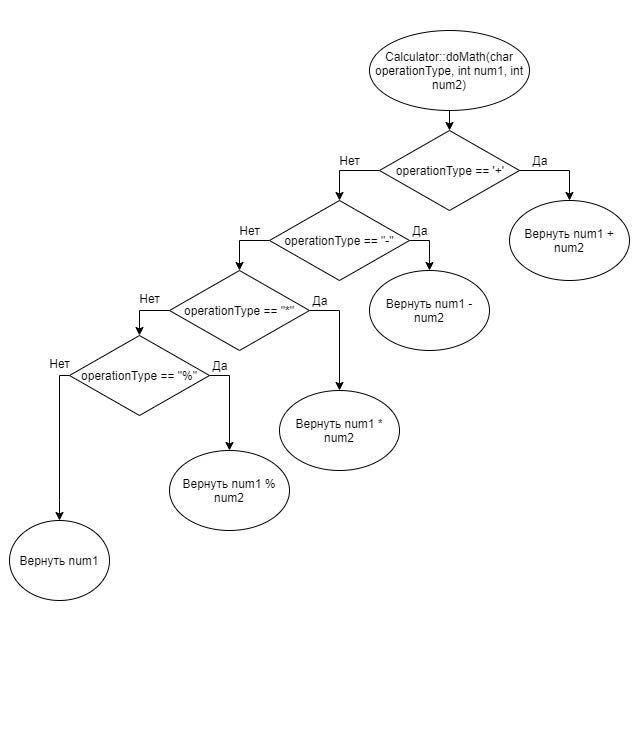 Calculator::doMath(char
operationType, int num1, int
num2)
Нет
operationType == '+'
Да
Нет
operationType == "-"
Да
Вернуть num1 +
num2
Нет
operationType == "*"
Да
Вернуть num1 -
num2
Нет
operationType == "%"
Да
Вернуть num1 *
num2
Вернуть num1 %
num2
Вернуть num1